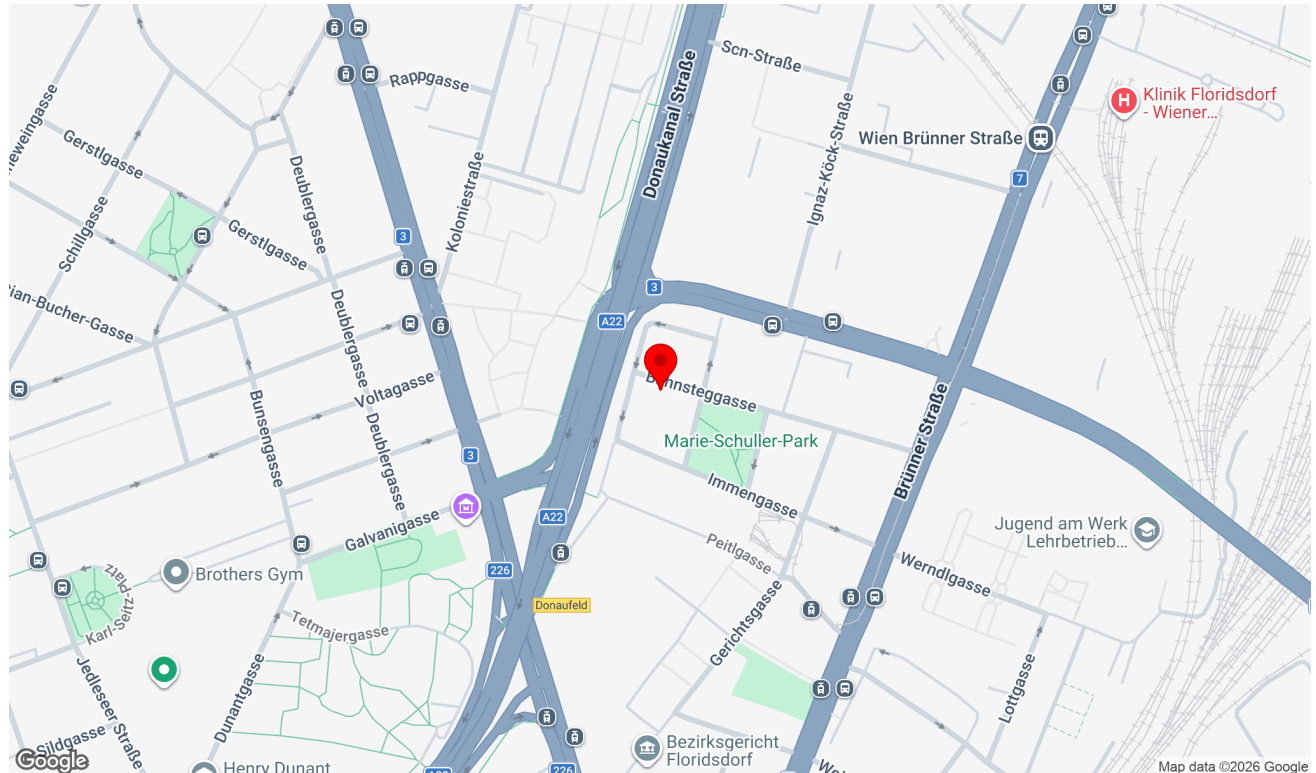 Scn-Straße
Rappgasse
Donaukanal Straße
Klinik Floridsdorf
- Wiener...
Wien Brünner Straße
Ignaz-Köck-Straße
Gerstlgasse
Deublergasse
Koloniestraße
7
Schillgasse
Gerstlgasse
3
3
A22
Deublergasse
Voltagasse
Bunsengasse
Deublergasse
Marie-Schuller-Park
Brünner Straße
3
Immengasse
Galvanigasse
A22
Peitlgasse
Jugend am Werk
Lehrbetrieb...
Werndlgasse
226
Brothers Gym
Karl-Seitz-Platz
Donaufeld
Tetmajergasse
Gerichtsgasse
Jedleseer Straße
Dunantgasse
Lottgasse
Sildgasse
Bezirksgericht
Floridsdorf
Henry Dunant
226
Google
Map data ©2026 Google